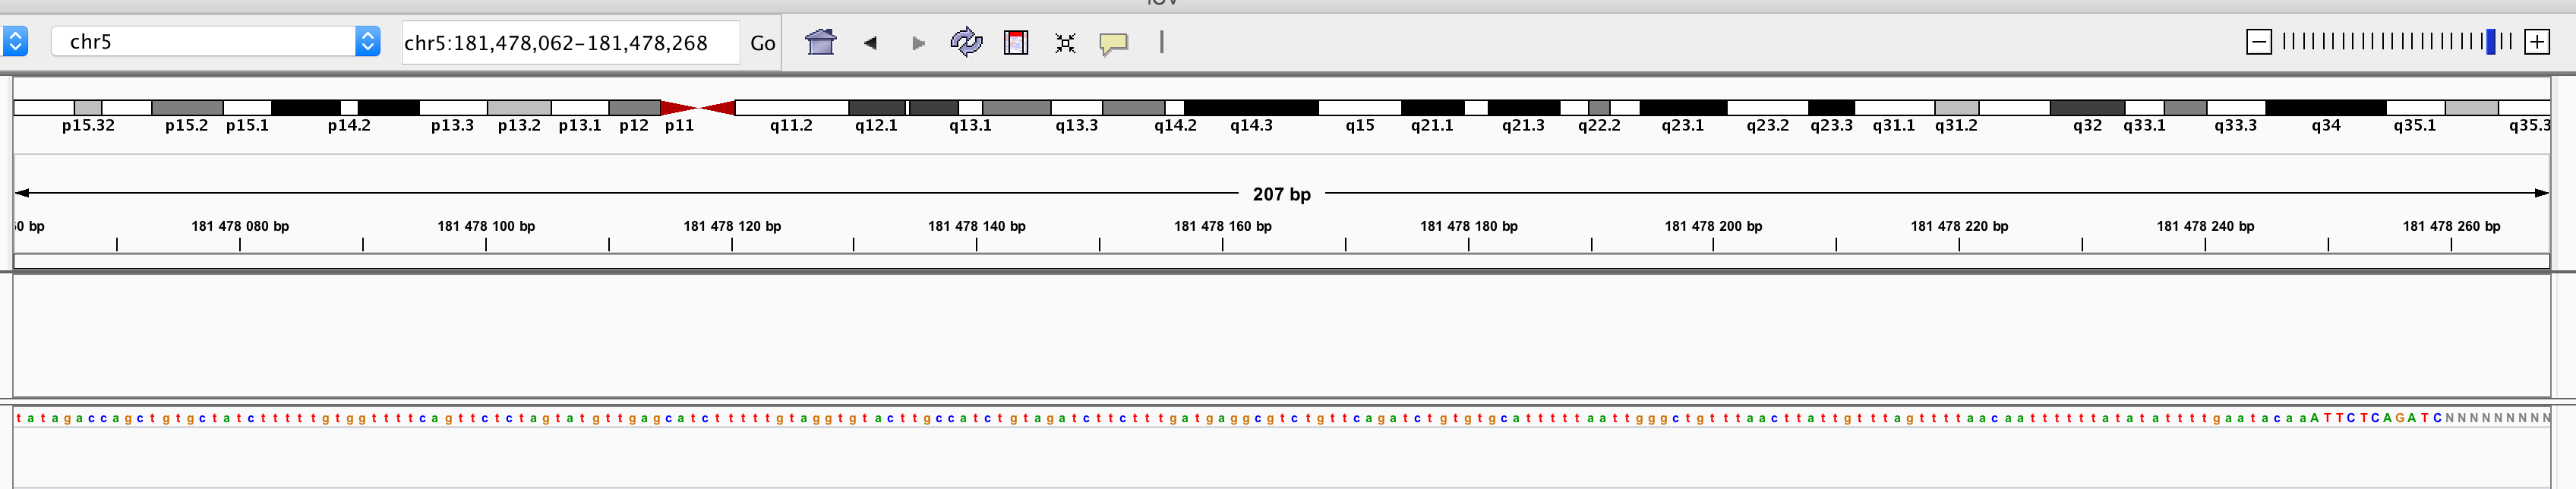 chr5 chr5:181,478,062-181,478,268 Go
p15.32 p15.2 p15.1 p14.2 p13.3 p13.2 p13.1 p12 p11 q11.2 q12.1 q13.1 q13.3 q14.2 q14.3 q15 q21.1 q21.3 q22.2 q23.1 q23.2 q23.3 q31.1 q31.2 q32 q33.1 q33.3 q34 q35.1 q35.3
207 bp
0 bp 181 478 080 bp 181 478 100 bp 181 478 120 bp 181 478 140 bp 181 478 160 bp 181 478 180 bp 181 478 200 bp 181 478 220 bp 181 478 240 bp 181 478 260 bp
t a t a g a c c a g c t g t g c t a t c t t t t t g t g g t t t t c a g t t c t c t a g t a t g t t g a g c a t c t t t t t g t a g g t g t a c t t g c c a t c t g t a g a t c t t c t t t g a t g a g g c g t c t g t t c a g a t c t g t g t g c a t t t t t a a t t g g g c t g t t t a a c t t a t t g t t t a g t t t t a a c a a t t t t t t a t a t a t t t t g a a t a c a a A T T C T C A G A T C N N N N N N N N N